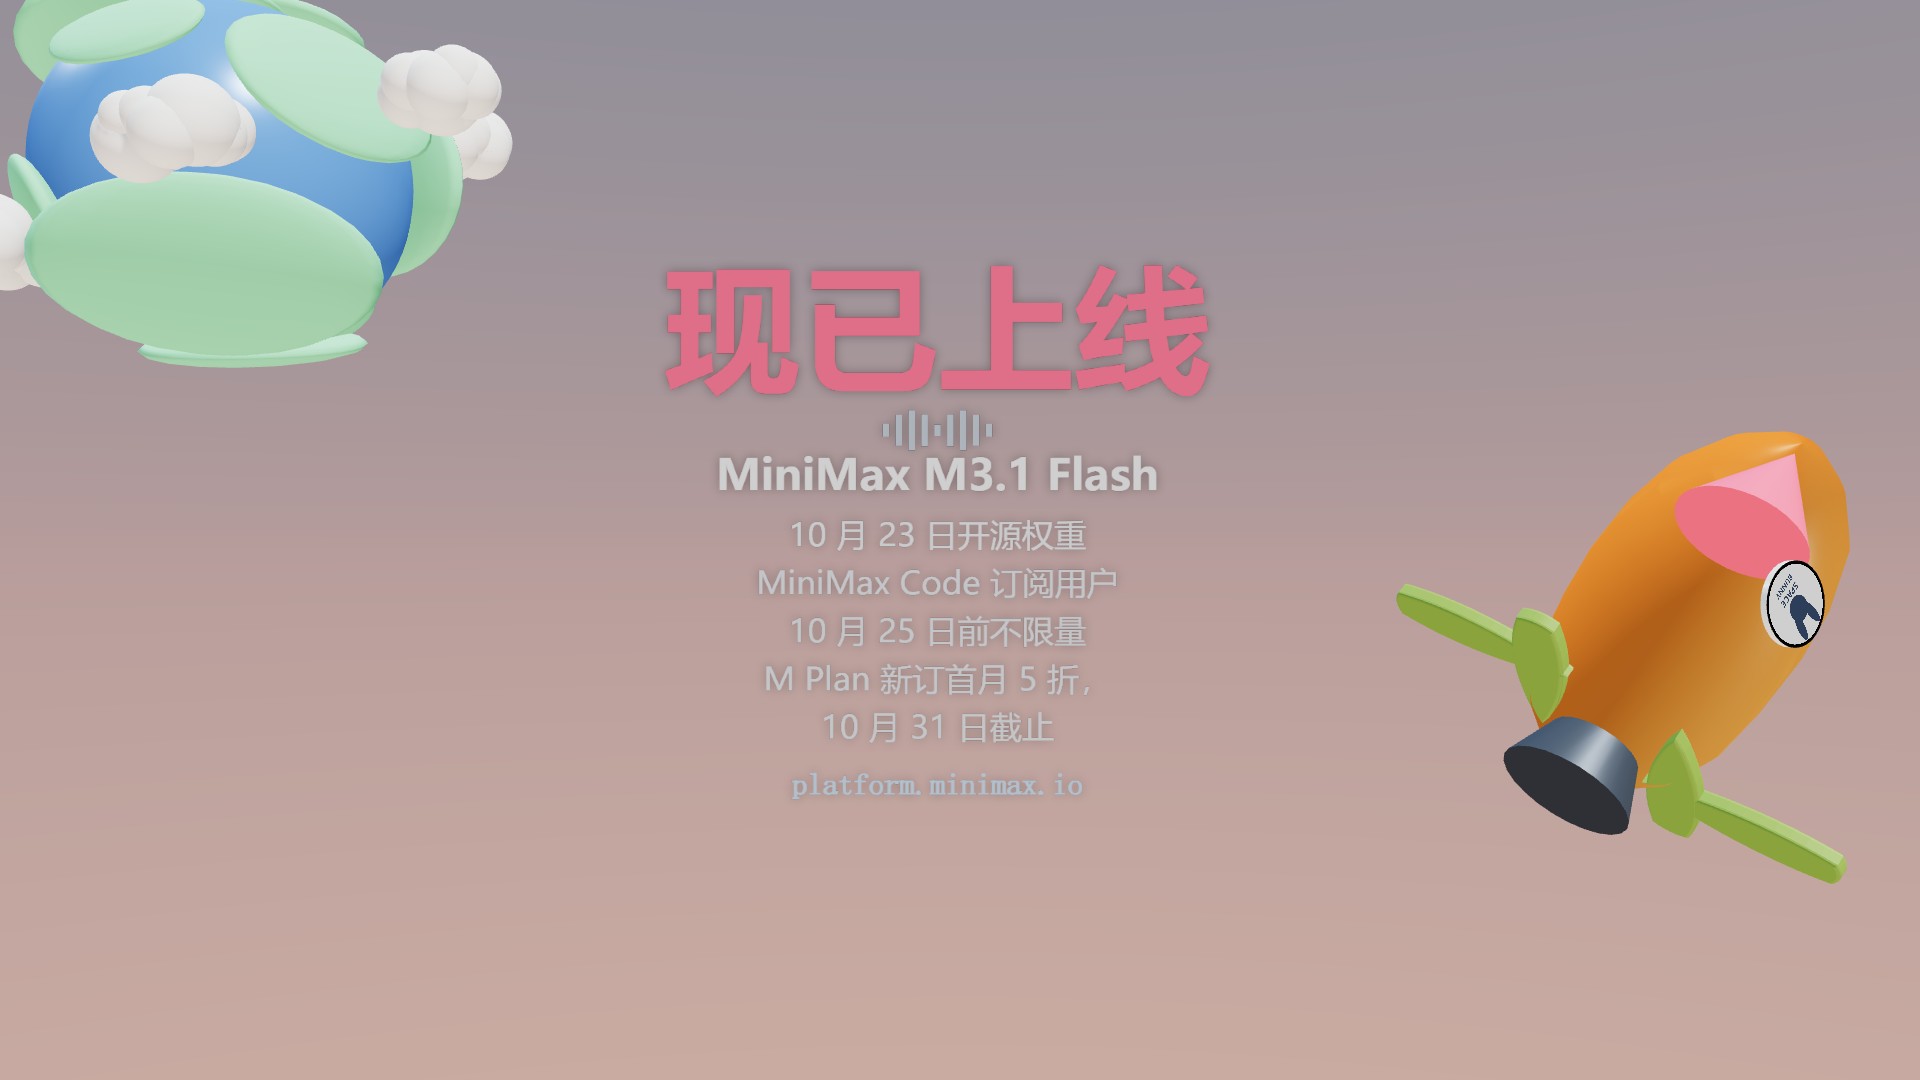 现已上线
MiniMax M3.1 Flash
10 月 23 日开源权重
MiniMax Code 订阅用户
10 月 25 日前不限量
M Plan 新订首月 5 折，
10 月 31 日截止
platform.minimax.io
SPACE
BUNNY